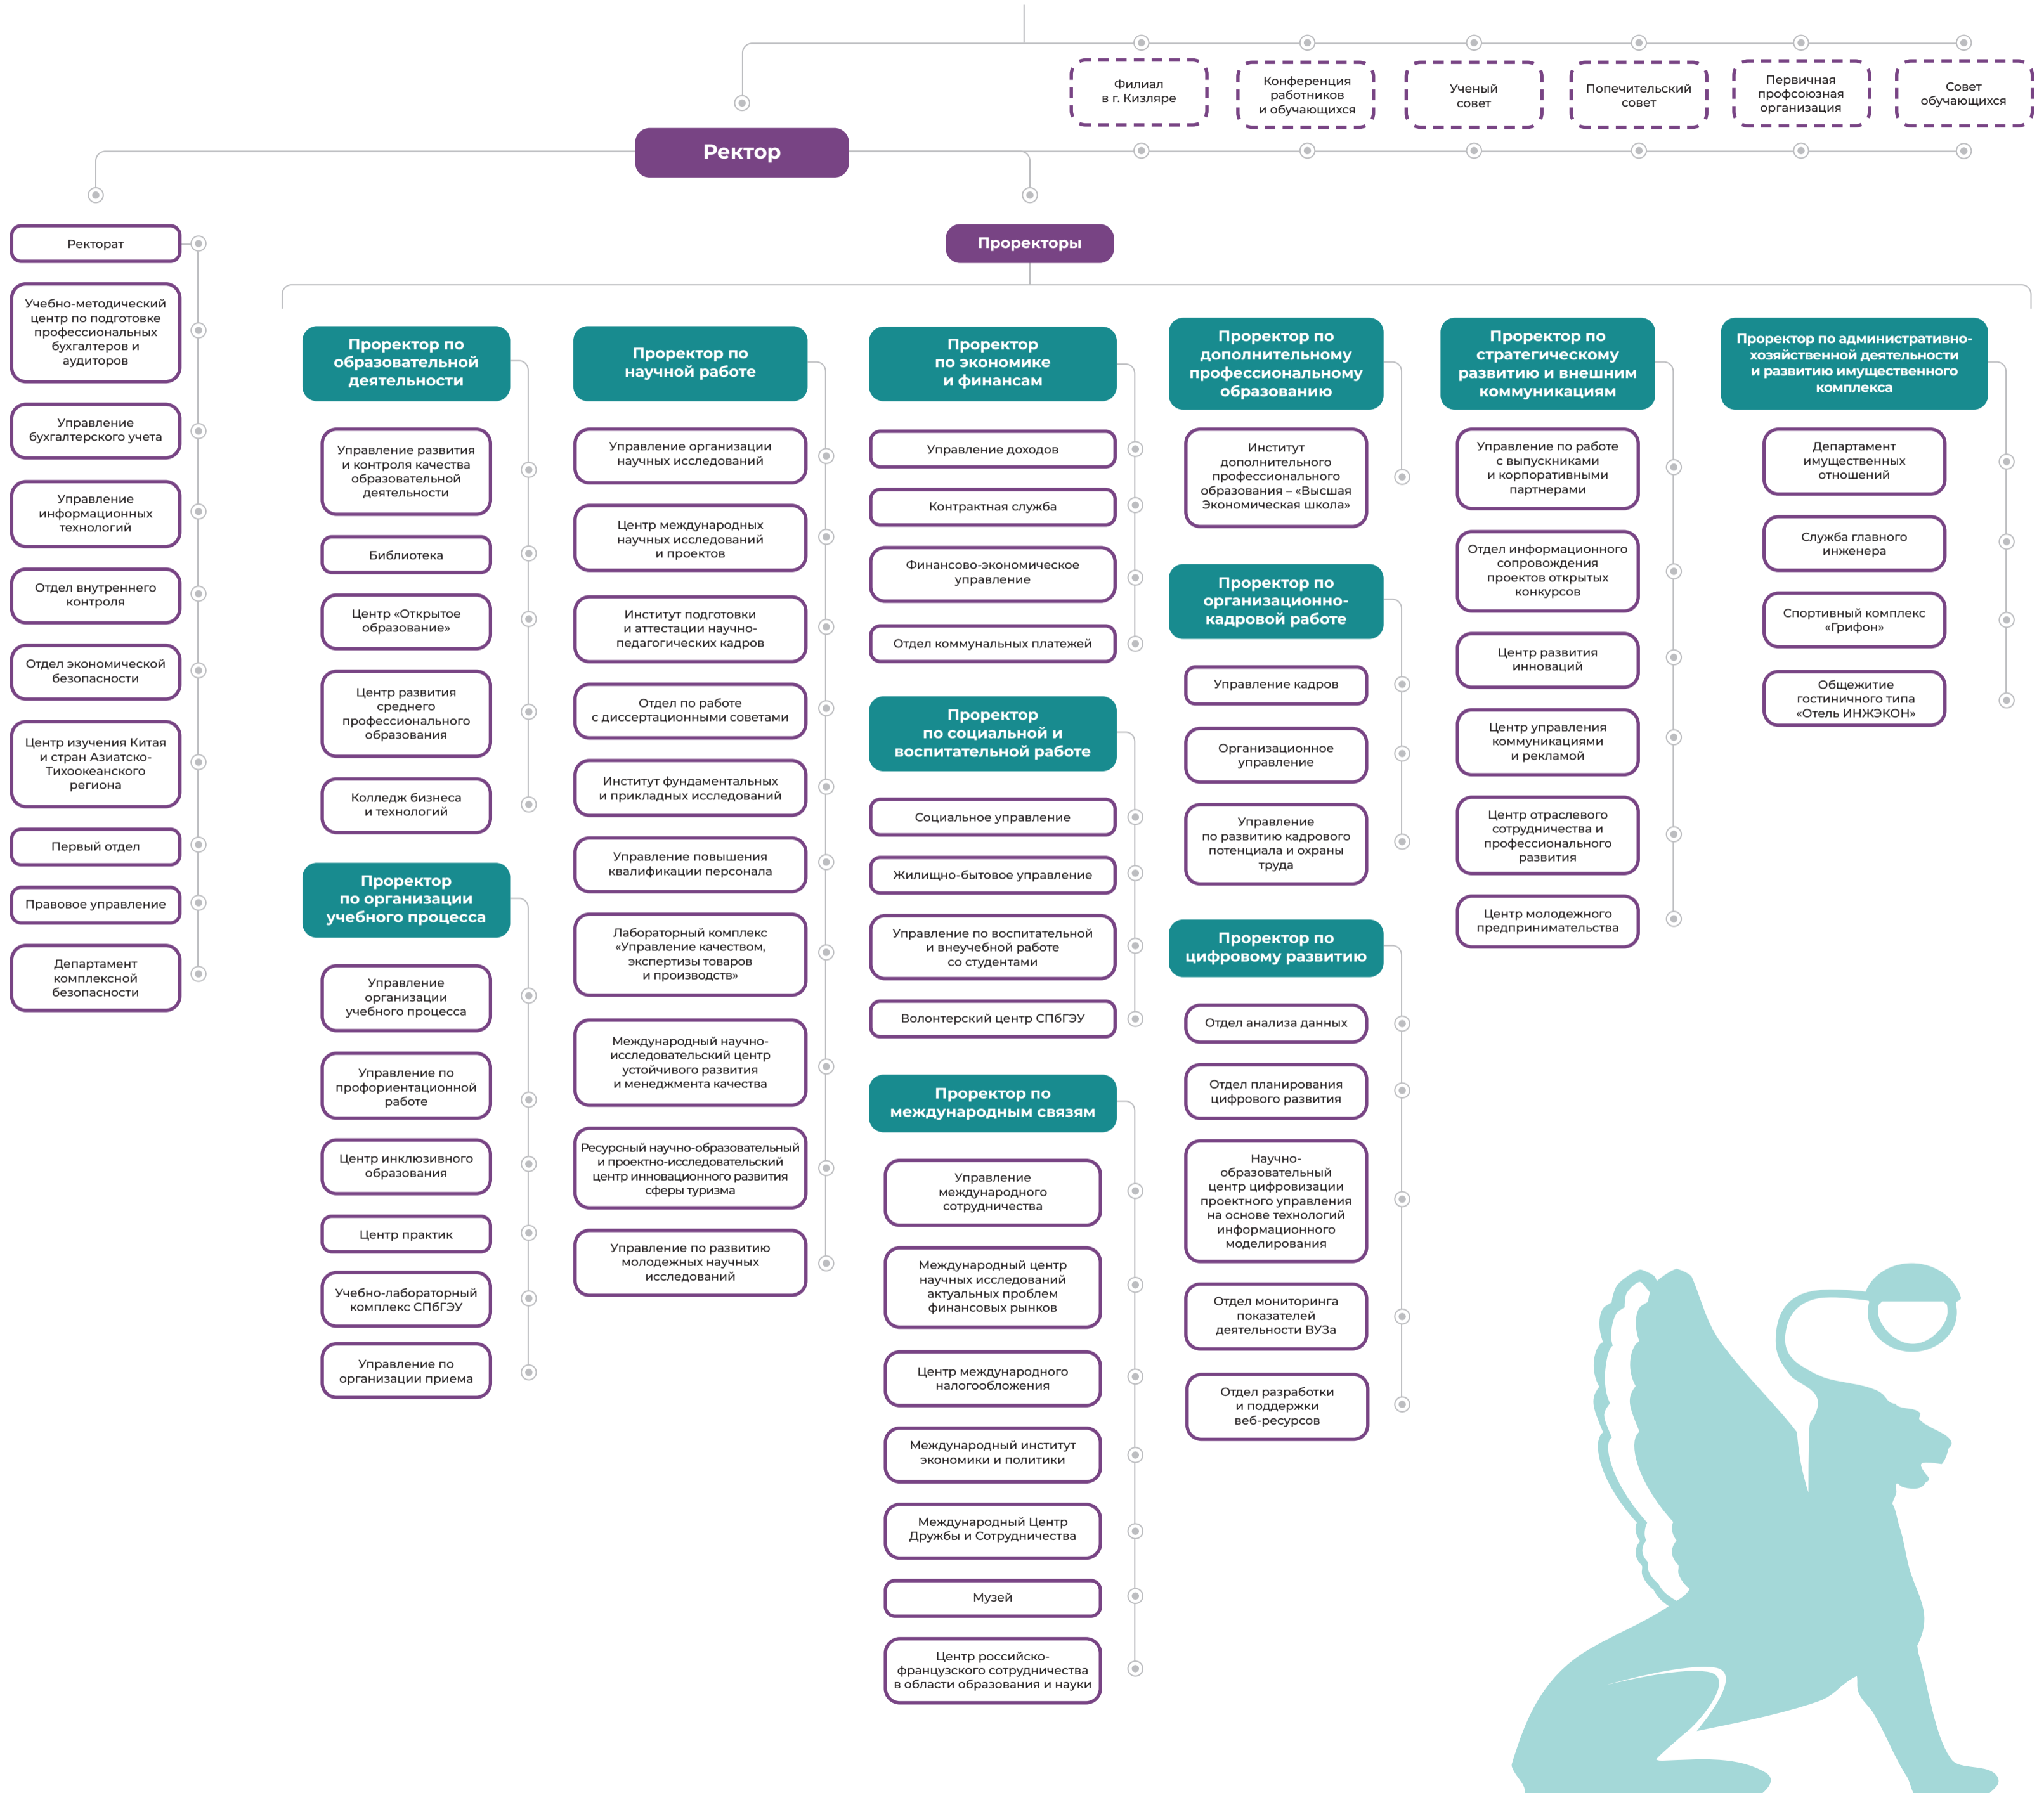 Филиал
в г. Кизляре
Конференция
работников
и обучающихся
Ученый
совет
Попечительский
совет
Первичная
профсоюзная
организация
Совет
обучающихся
Ректор
Ректорат
Учебно-методический
центр по подготовке
профессиональных
бухгалтеров и
аудиторов
Управление
бухгалтерского учета
Управление
информационных
технологий
Отдел внутреннего
контроля
Отдел экономической
безопасности
Центр изучения Китая
и стран Азиатско-
Тихоокеанского
региона
Первый отдел
Правовое управление
Департамент
комплексной
безопасности
Проректоры
Проректор по
образовательной
деятельности
Управление развития
и контроля качества
образовательной
деятельности
Библиотека
Центр «Открытое
образование»
Центр развития
среднего
профессионального
образования
Колледж бизнеса
и технологий
Проректор
по организации
учебного процесса
Управление
организации
учебного процесса
Управление по
профориентационной
работе
Центр инклюзивного
образования
Центр практик
Учебно-лабораторный
комплекс СПбГЭУ
Управление по
организации приема
Проректор по
научной работе
Управление организации
научных исследований
Центр международных
научных исследований
и проектов
Институт подготовки
и аттестации научно-
педагогических кадров
Отдел по работе
с диссертационными советами
Институт фундаментальных
и прикладных исследований
Управление повышения
квалификации персонала
Лабораторный комплекс
«Управление качеством,
экспертизы товаров
и производств»
Международный научно-
исследовательский центр
устойчивого развития
и менеджмента качества
Ресурсный научно-образовательный
и проектно-исследовательский
центр инновационного развития
сферы туризма
Управление по развитию
молодежных научных
исследований
Проректор
по экономике
и финансам
Управление доходов
Контрактная служба
Финансово-экономическое
управление
Отдел коммунальных платежей
Проректор
по социальной и
воспитательной работе
Социальное управление
Жилищно-бытовое управление
Управление по воспитательной
и внеучебной работе
со студентами
Волонтерский центр СПбГЭУ
Проректор по
международным связям
Управление
международного
сотрудничества
Международный центр
научных исследований
актуальных проблем
финансовых рынков
Центр международного
налогообложения
Международный институт
экономики и политики
Международный Центр
Дружбы и Сотрудничества
Музей
Центр российско-
французского сотрудничества
в области образования и науки
Проректор по
дополнительному
профессиональному
образованию
Институт
дополнительного
профессионального
образования – «Высшая
Экономическая школа»
Проректор по
организационно-
кадровой работе
Управление кадров
Организационное
управление
Управление
по развитию кадрового
потенциала и охраны
труда
Проректор по
цифровому развитию
Отдел анализа данных
Отдел планирования
цифрового развития
Научно-
образовательный
центр цифровизации
проектного управления
на основе технологий
информационного
моделирования
Отдел мониторинга
показателей
деятельности ВУЗа
Отдел разработки
и поддержки
веб-ресурсов
Проректор по
стратегическому
развитию и внешним
коммуникациям
Управление по работе
с выпускниками
и корпоративными
партнерами
Отдел информационного
сопровождения
проектов открытых
конкурсов
Центр развития
инноваций
Центр управления
коммуникациями
и рекламой
Центр отраслевого
сотрудничества и
профессионального
развития
Центр молодежного
предпринимательства
Проректор по административно-
хозяйственной деятельности
и развитию имущественного
комплекса
Департамент
имущественных
отношений
Служба главного
инженера
Спортивный комплекс
«Грифон»
Общежитие
гостиничного типа
«Отель ИНЖЭКОН»